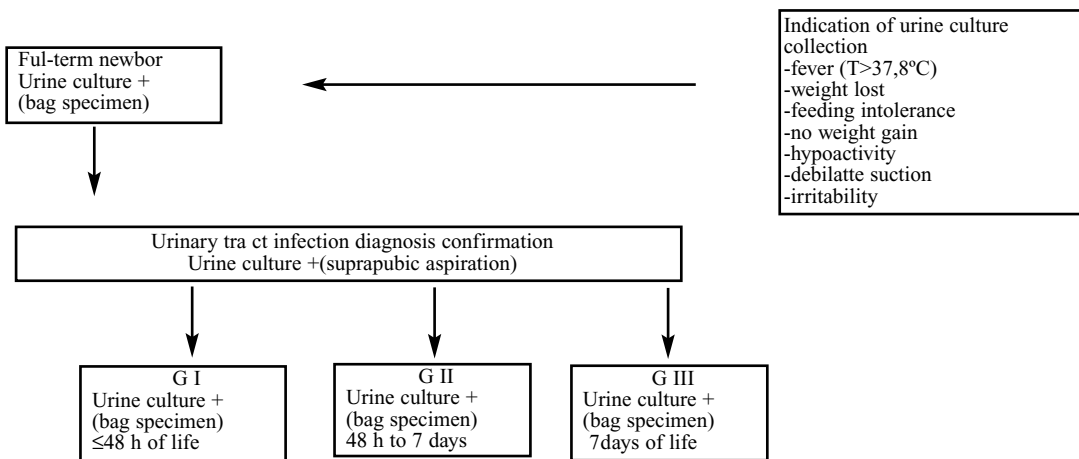 Ful-term newbor
Urine culture +
(bag specimen)
Indication of urine culture
collection
-fever (T>37,8ºC)
-weight lost
-feeding intolerance
-no weight gain
-hypoactivity
-debilatte suction
-irritability
Urinary tra ct infection diagnosis confirmation
Urine culture +(suprapubic aspiration)
G I
Urine culture +
(bag specimen)
≤48 h of life
G II
Urine culture +
(bag specimen)
48 h to 7 days
G III
Urine culture +
(bag specimen)
7days of life